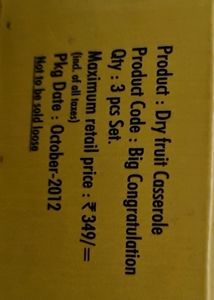 Product : Dry fruit Casserole
Product Code : Big Congratulation
Qty : 3 pcs Set.
Maximum retail price : ₹ 349/=
(incl. of all taxes)
Pkg Date : October-2012
Not to be sold loose